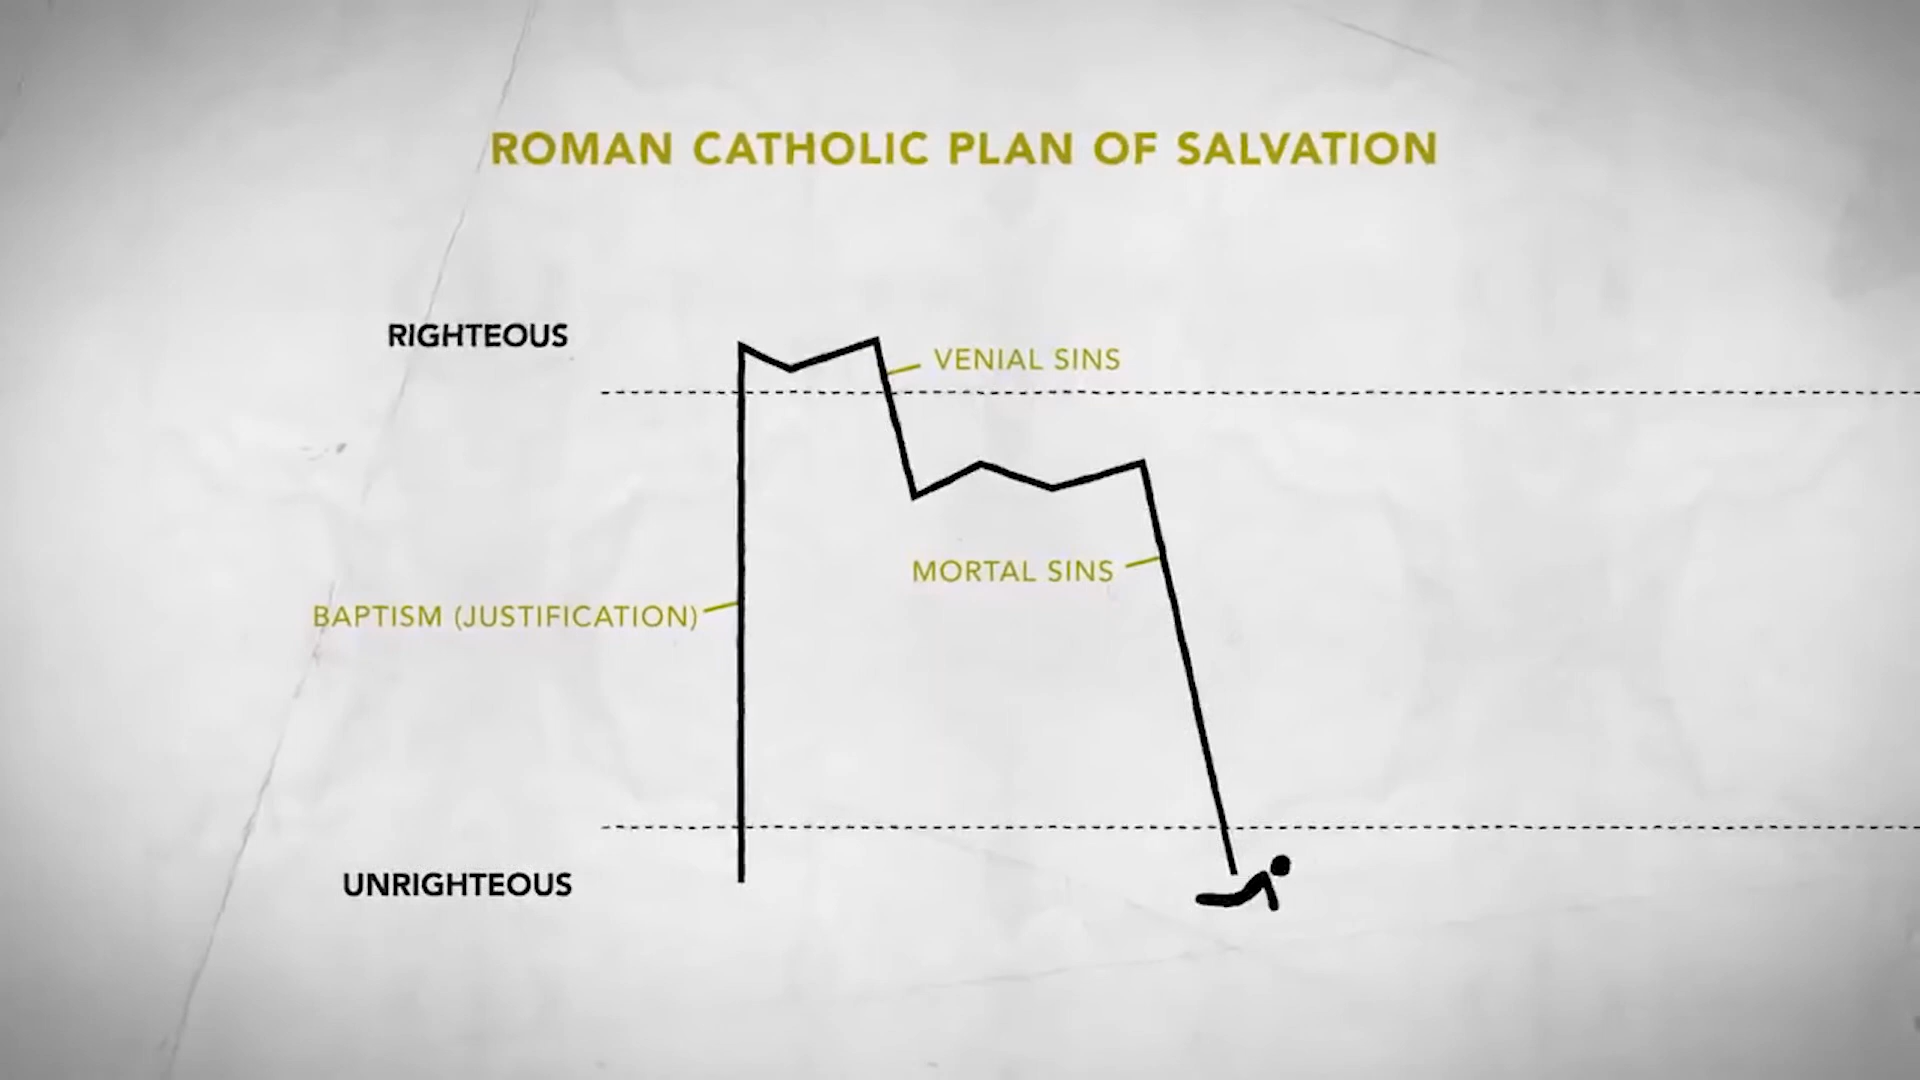 ROMAN CATHOLIC PLAN OF SALVATION
RIGHTEOUS
VENIAL SINS
MORTAL SINS
BAPTISM (JUSTIFICATION)
UNRIGHTEOUS